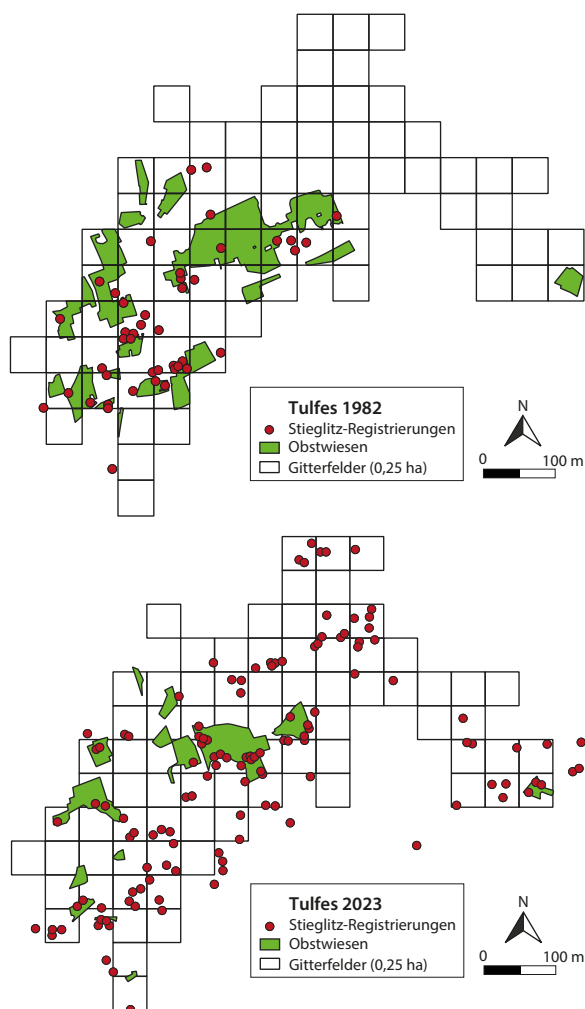 Tulfes 1982
Stieglitz-Registrierungen
Obstwiesen
Gitterfelder (0,25 ha)
N
0 100 m
Tulfes 2023
Stieglitz-Registrierungen
Obstwiesen
Gitterfelder (0,25 ha)
N
0 100 m